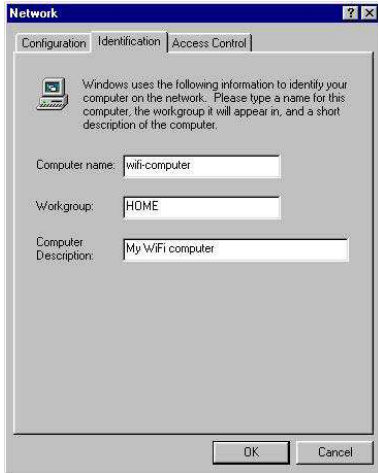 Network
Configuration Identification Access Control
Windows uses the following information to identify your
computer on the network. Please type a name for this
computer, the workgroup it will appear in, and a short
description of the computer.
Computer name: wifi-computer
Workgroup: HOME
Computer
Description: My WiFi computer
OK Cancel